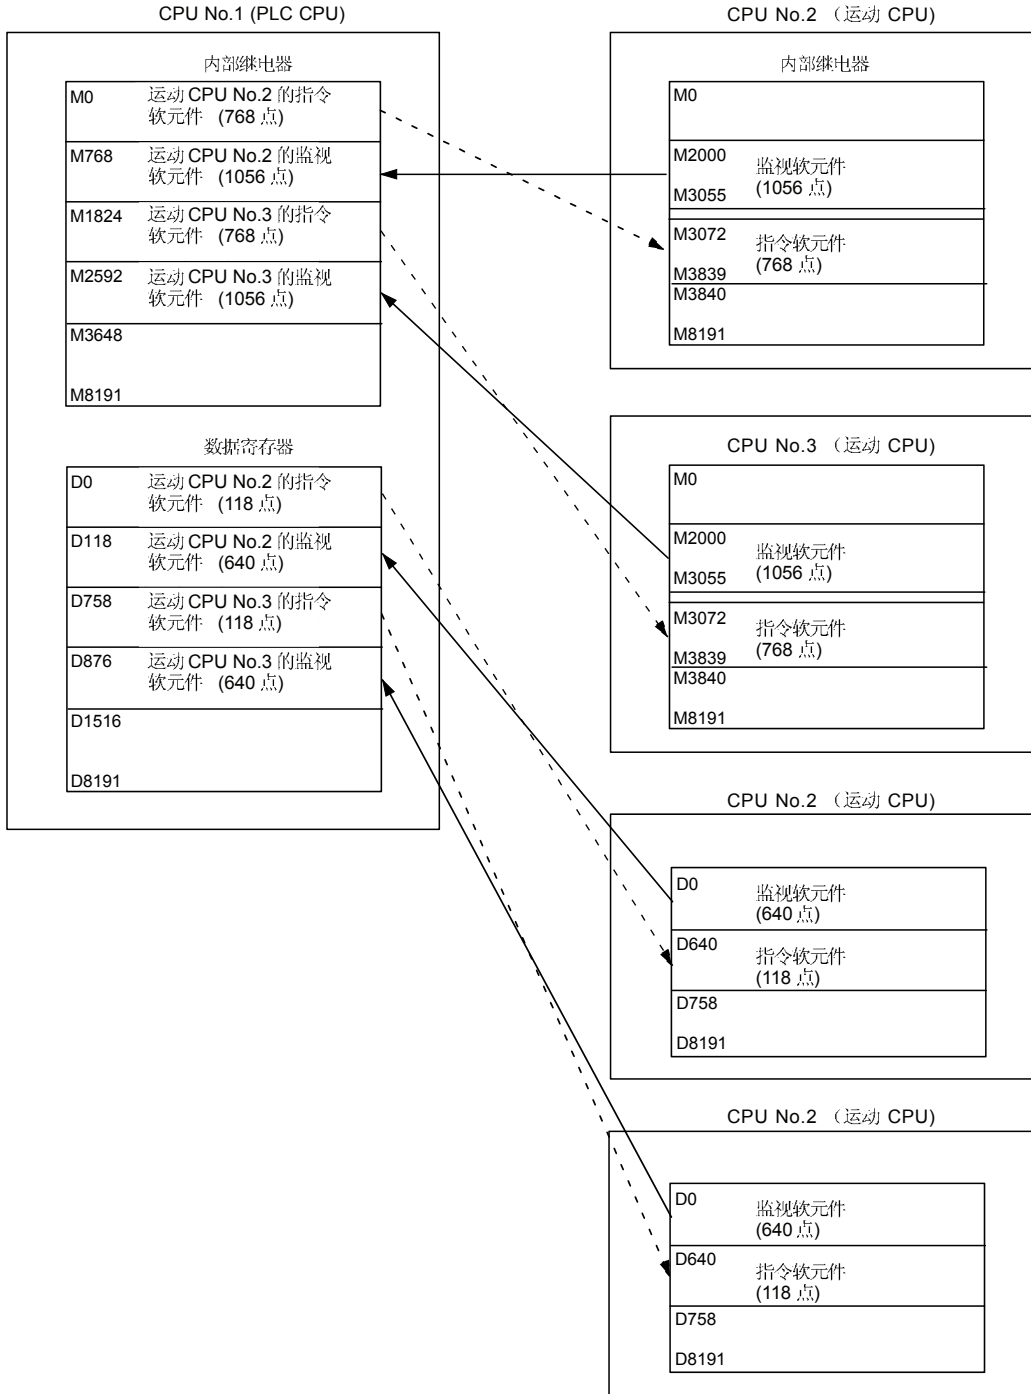 CPU No.1 (PLC CPU)
内部继电器
M0 运动 CPU No.2 的指令
软元件 (768 点)
M768 运动 CPU No.2 的监视
软元件 (1056 点)
M1824 运动 CPU No.3 的指令
软元件 (768 点)
M2592 运动 CPU No.3 的监视
软元件 (1056 点)
M3648
M8191
数据寄存器
D0 运动 CPU No.2 的指令
软元件 (118 点)
D118 运动 CPU No.2 的监视
软元件 (640 点)
D758 运动 CPU No.3 的指令
软元件 (118 点)
D876 运动 CPU No.3 的监视
软元件 (640 点)
D1516
D8191
CPU No.2 （运动 CPU)
内部继电器
M0
M2000 监视软元件
(1056 点)
M3055
M3072 指令软元件
(768 点)
M3839
M3840
M8191
CPU No.3 （运动 CPU)
M0
M2000 监视软元件
(1056 点)
M3055
M3072 指令软元件
(768 点)
M3839
M3840
M8191
CPU No.2 （运动 CPU)
D0 监视软元件
(640 点)
D640 指令软元件
(118 点)
D758
D8191
CPU No.2 （运动 CPU)
D0 监视软元件
(640 点)
D640 指令软元件
(118 点)
D758
D8191